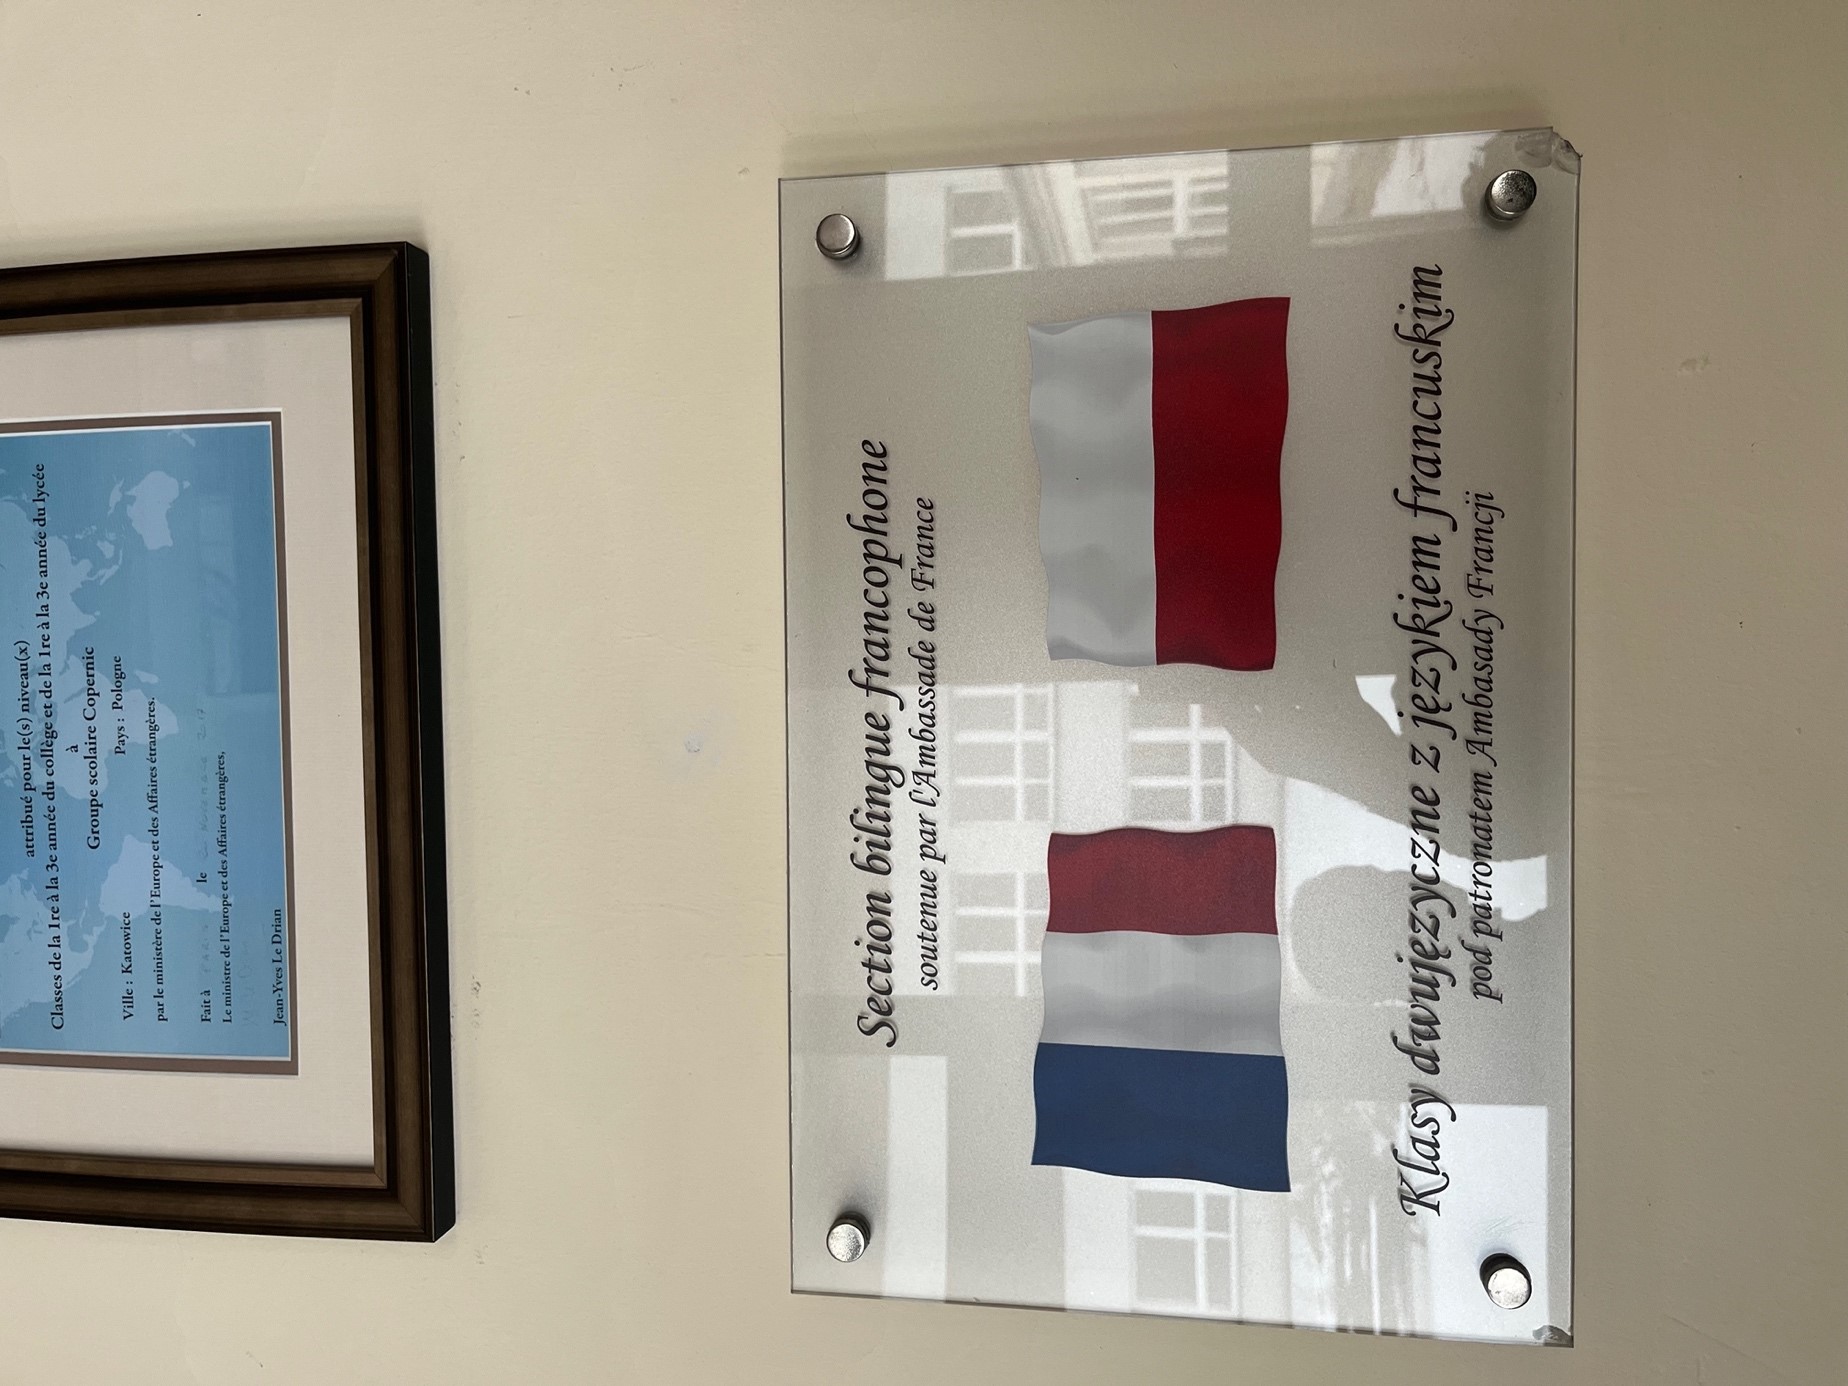 attribué pour le(s) niveau(x)
Classes de la 1re à la 3e année du collège et de la 1re à la 3e année du lycée
à
Groupe scolaire Copernic
Ville : Katowice Pays : Pologne
par le ministère de l'Europe et des Affaires étrangères.
Fait à le
Le ministre de l'Europe et des Affaires étrangères,
Jean-Yves Le Drian
Section bilingue francophone
soutenue par l'Ambassade de France
Klasy dwujęzyczne z językiem francuskim
pod patronatem Ambasady Francji